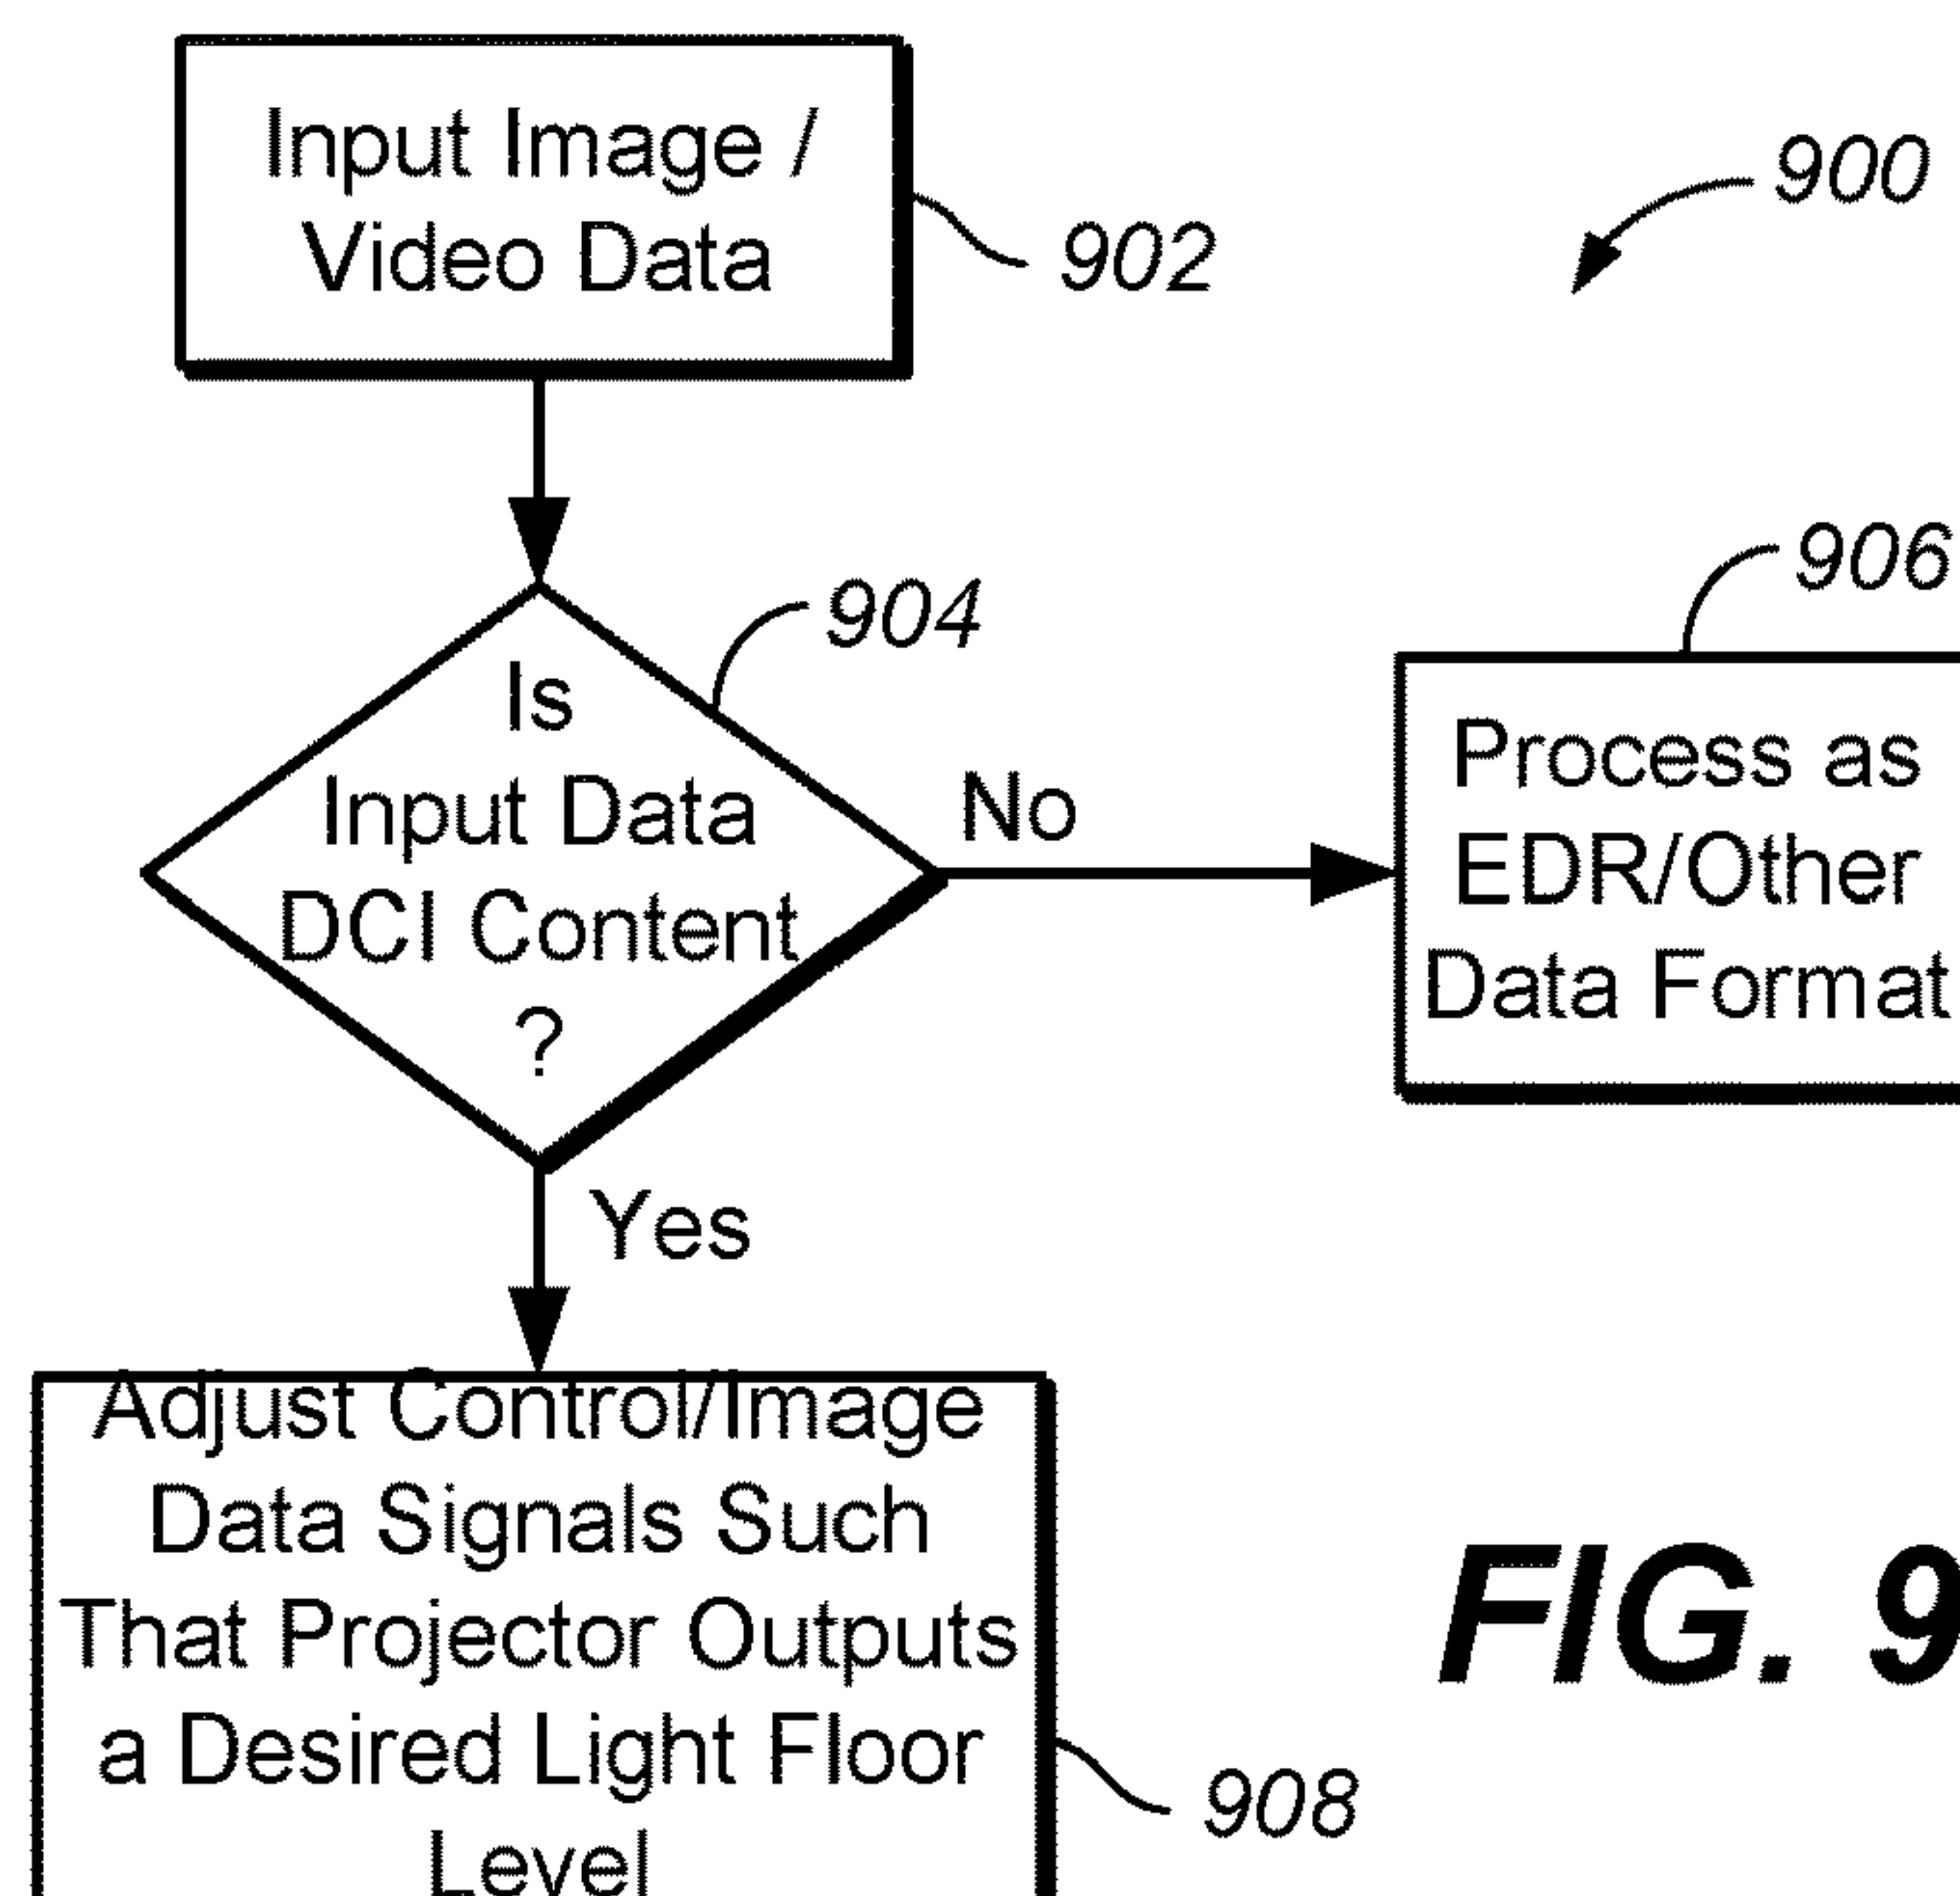 Input Image /
Video Data
902
900
904
906
Is
Input Data
DCI Content
?
No
Process as
EDR/Other
Data Format
Yes
Adjust Control/Image
Data Signals Such
That Projector Outputs
a Desired Light Floor
Level
908
FIG. 9